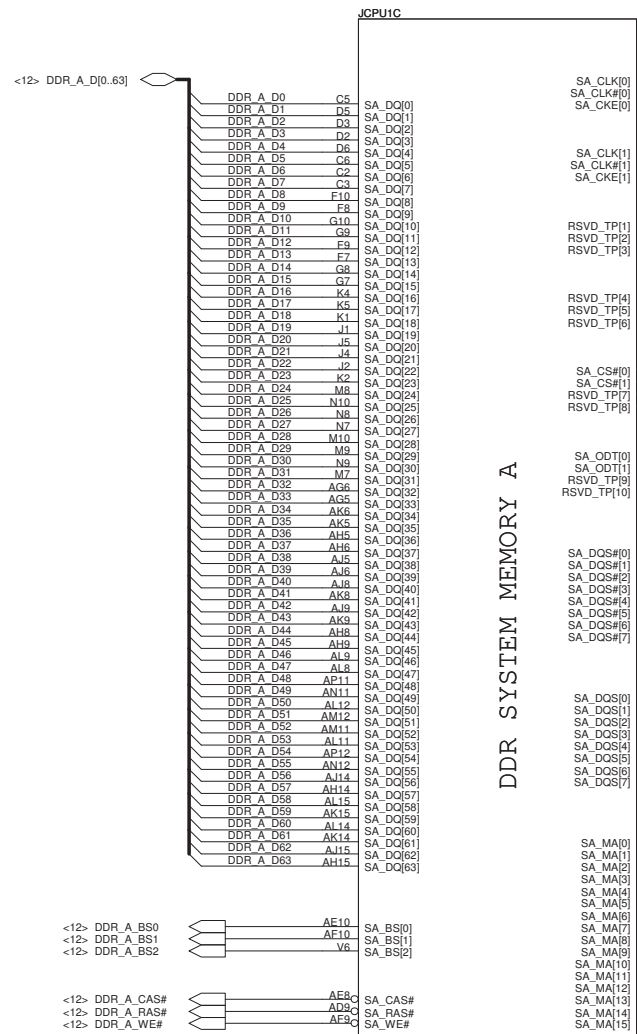 JCPU1C
<12> DDR_A_D[0..63]
SA_CLK[0]
SA_CLK#[0]
SA_CKE[0]
SA_CLK[1]
SA_CLK#[1]
SA_CKE[1]
RSVD_TP[1]
RSVD_TP[2]
RSVD_TP[3]
RSVD_TP[4]
RSVD_TP[5]
RSVD_TP[6]
SA_CS#[0]
SA_CS#[1]
RSVD_TP[7]
RSVD_TP[8]
SA_ODT[0]
SA_ODT[1]
RSVD_TP[9]
RSVD_TP[10]
SA_DQS#[0]
SA_DQS#[1]
SA_DQS#[2]
SA_DQS#[3]
SA_DQS#[4]
SA_DQS#[5]
SA_DQS#[6]
SA_DQS#[7]
SA_DQS[0]
SA_DQS[1]
SA_DQS[2]
SA_DQS[3]
SA_DQS[4]
SA_DQS[5]
SA_DQS[6]
SA_DQS[7]
SA_MA[0]
SA_MA[1]
SA_MA[2]
SA_MA[3]
SA_MA[4]
SA_MA[5]
SA_MA[6]
SA_MA[7]
SA_MA[8]
SA_MA[9]
SA_MA[10]
SA_MA[11]
SA_MA[12]
SA_MA[13]
SA_MA[14]
SA_MA[15]
DDR SYSTEM MEMORY A
DDR_A_D0 C5 SA_DQ[0]
DDR_A_D1 D5 SA_DQ[1]
DDR_A_D2 D3 SA_DQ[2]
DDR_A_D3 D2 SA_DQ[3]
DDR_A_D4 D6 SA_DQ[4]
DDR_A_D5 C6 SA_DQ[5]
DDR_A_D6 C2 SA_DQ[6]
DDR_A_D7 C3 SA_DQ[7]
DDR_A_D8 F10 SA_DQ[8]
DDR_A_D9 F8 SA_DQ[9]
DDR_A_D10 G10 SA_DQ[10]
DDR_A_D11 G9 SA_DQ[11]
DDR_A_D12 F9 SA_DQ[12]
DDR_A_D13 F7 SA_DQ[13]
DDR_A_D14 G8 SA_DQ[14]
DDR_A_D15 G7 SA_DQ[15]
DDR_A_D16 K4 SA_DQ[16]
DDR_A_D17 K5 SA_DQ[17]
DDR_A_D18 K1 SA_DQ[18]
DDR_A_D19 J1 SA_DQ[19]
DDR_A_D20 J5 SA_DQ[20]
DDR_A_D21 J4 SA_DQ[21]
DDR_A_D22 J2 SA_DQ[22]
DDR_A_D23 K2 SA_DQ[23]
DDR_A_D24 M8 SA_DQ[24]
DDR_A_D25 N10 SA_DQ[25]
DDR_A_D26 N8 SA_DQ[26]
DDR_A_D27 N7 SA_DQ[27]
DDR_A_D28 M10 SA_DQ[28]
DDR_A_D29 M9 SA_DQ[29]
DDR_A_D30 N9 SA_DQ[30]
DDR_A_D31 M7 SA_DQ[31]
DDR_A_D32 AG6 SA_DQ[32]
DDR_A_D33 AG5 SA_DQ[33]
DDR_A_D34 AK6 SA_DQ[34]
DDR_A_D35 AK5 SA_DQ[35]
DDR_A_D36 AH5 SA_DQ[36]
DDR_A_D37 AH6 SA_DQ[37]
DDR_A_D38 AJ5 SA_DQ[38]
DDR_A_D39 AJ6 SA_DQ[39]
DDR_A_D40 AJ8 SA_DQ[40]
DDR_A_D41 AK8 SA_DQ[41]
DDR_A_D42 AJ9 SA_DQ[42]
DDR_A_D43 AK9 SA_DQ[43]
DDR_A_D44 AH8 SA_DQ[44]
DDR_A_D45 AH9 SA_DQ[45]
DDR_A_D46 AL9 SA_DQ[46]
DDR_A_D47 AL8 SA_DQ[47]
DDR_A_D48 AP11 SA_DQ[48]
DDR_A_D49 AN11 SA_DQ[49]
DDR_A_D50 AL12 SA_DQ[50]
DDR_A_D51 AM12 SA_DQ[51]
DDR_A_D52 AM11 SA_DQ[52]
DDR_A_D53 AL11 SA_DQ[53]
DDR_A_D54 AP12 SA_DQ[54]
DDR_A_D55 AN12 SA_DQ[55]
DDR_A_D56 AJ14 SA_DQ[56]
DDR_A_D57 AH14 SA_DQ[57]
DDR_A_D58 AL15 SA_DQ[58]
DDR_A_D59 AK15 SA_DQ[59]
DDR_A_D60 AL14 SA_DQ[60]
DDR_A_D61 AK14 SA_DQ[61]
DDR_A_D62 AJ15 SA_DQ[62]
DDR_A_D63 AH15 SA_DQ[63]
<12> DDR_A_BS0 AE10 SA_BS[0]
<12> DDR_A_BS1 AF10 SA_BS[1]
<12> DDR_A_BS2 V6 SA_BS[2]
<12> DDR_A_CAS# AE8 SA_CAS#
<12> DDR_A_RAS# AD9 SA_RAS#
<12> DDR_A_WE# AF9 SA_WE#